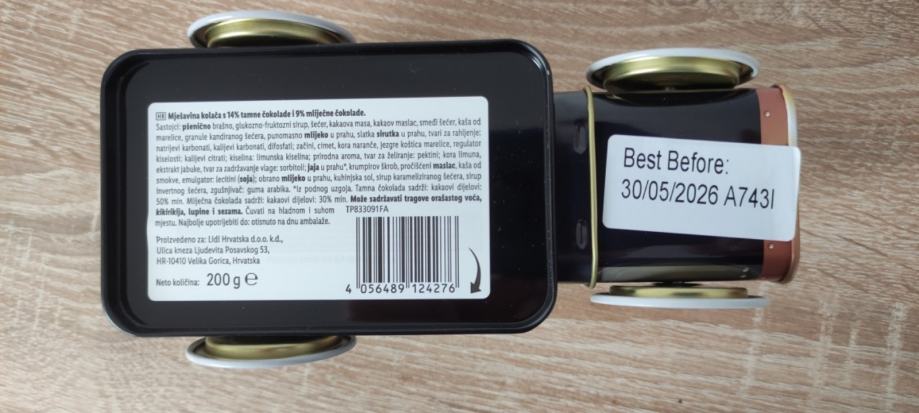 HR Mješavina kolača s 14% tamne čokolade i 9% mliječne čokolade.
Sastojci: pšenično brašno, glukozno-fruktozni sirup, šećer, kakaova masa, kakaov maslac, smeđi šećer, kaša od
marelice, granule kandiranog šećera, punomasno mlijeko u prahu, slatka sirutka u prahu, tvari za rahljenje:
natrijevi karbonati, kalijevi karbonati, difosfati; začini, cimet, kora naranče, jezgre koštica marelice, regulator
kiselosti: kalijevi citrati; kiselina: limunska kiselina; prirodna aroma, tvar za želiranje: pektini; kora limuna,
ekstrakt jabuke, tvar za zadržavanje vlage: sorbitoli; jaja u prahu*, krumpirov škrob, pročišćeni maslac, kaša od
smokve, emulgator: lecitini (soja); obrano mlijeko u prahu, kuhinjska sol, sirup karameliziranog šećera, sirup
invertnog šećera, zgušnjivač: guma arabika. *iz podnog uzgoja. Tamna čokolada sadrži: kakaovi dijelovi:
50% min. Mliječna čokolada sadrži: kakaovi dijelovi: 30% min. Može sadržavati tragove orašastog voća,
kikirikija, lupine i sezama. Čuvati na hladnom i suhom TP833091FA
mjestu. Najbolje upotrijebiti do: otisnuto na dnu ambalaže.
Proizvedeno za: Lidl Hrvatska d.o.o. k.d.,
Ulica kneza Ljudevita Posavskog 53,
HR-10410 Velika Gorica, Hrvatska
Neto količina: 200 g e
4 056489 124276
Best Before:
30/05/2026 A743I